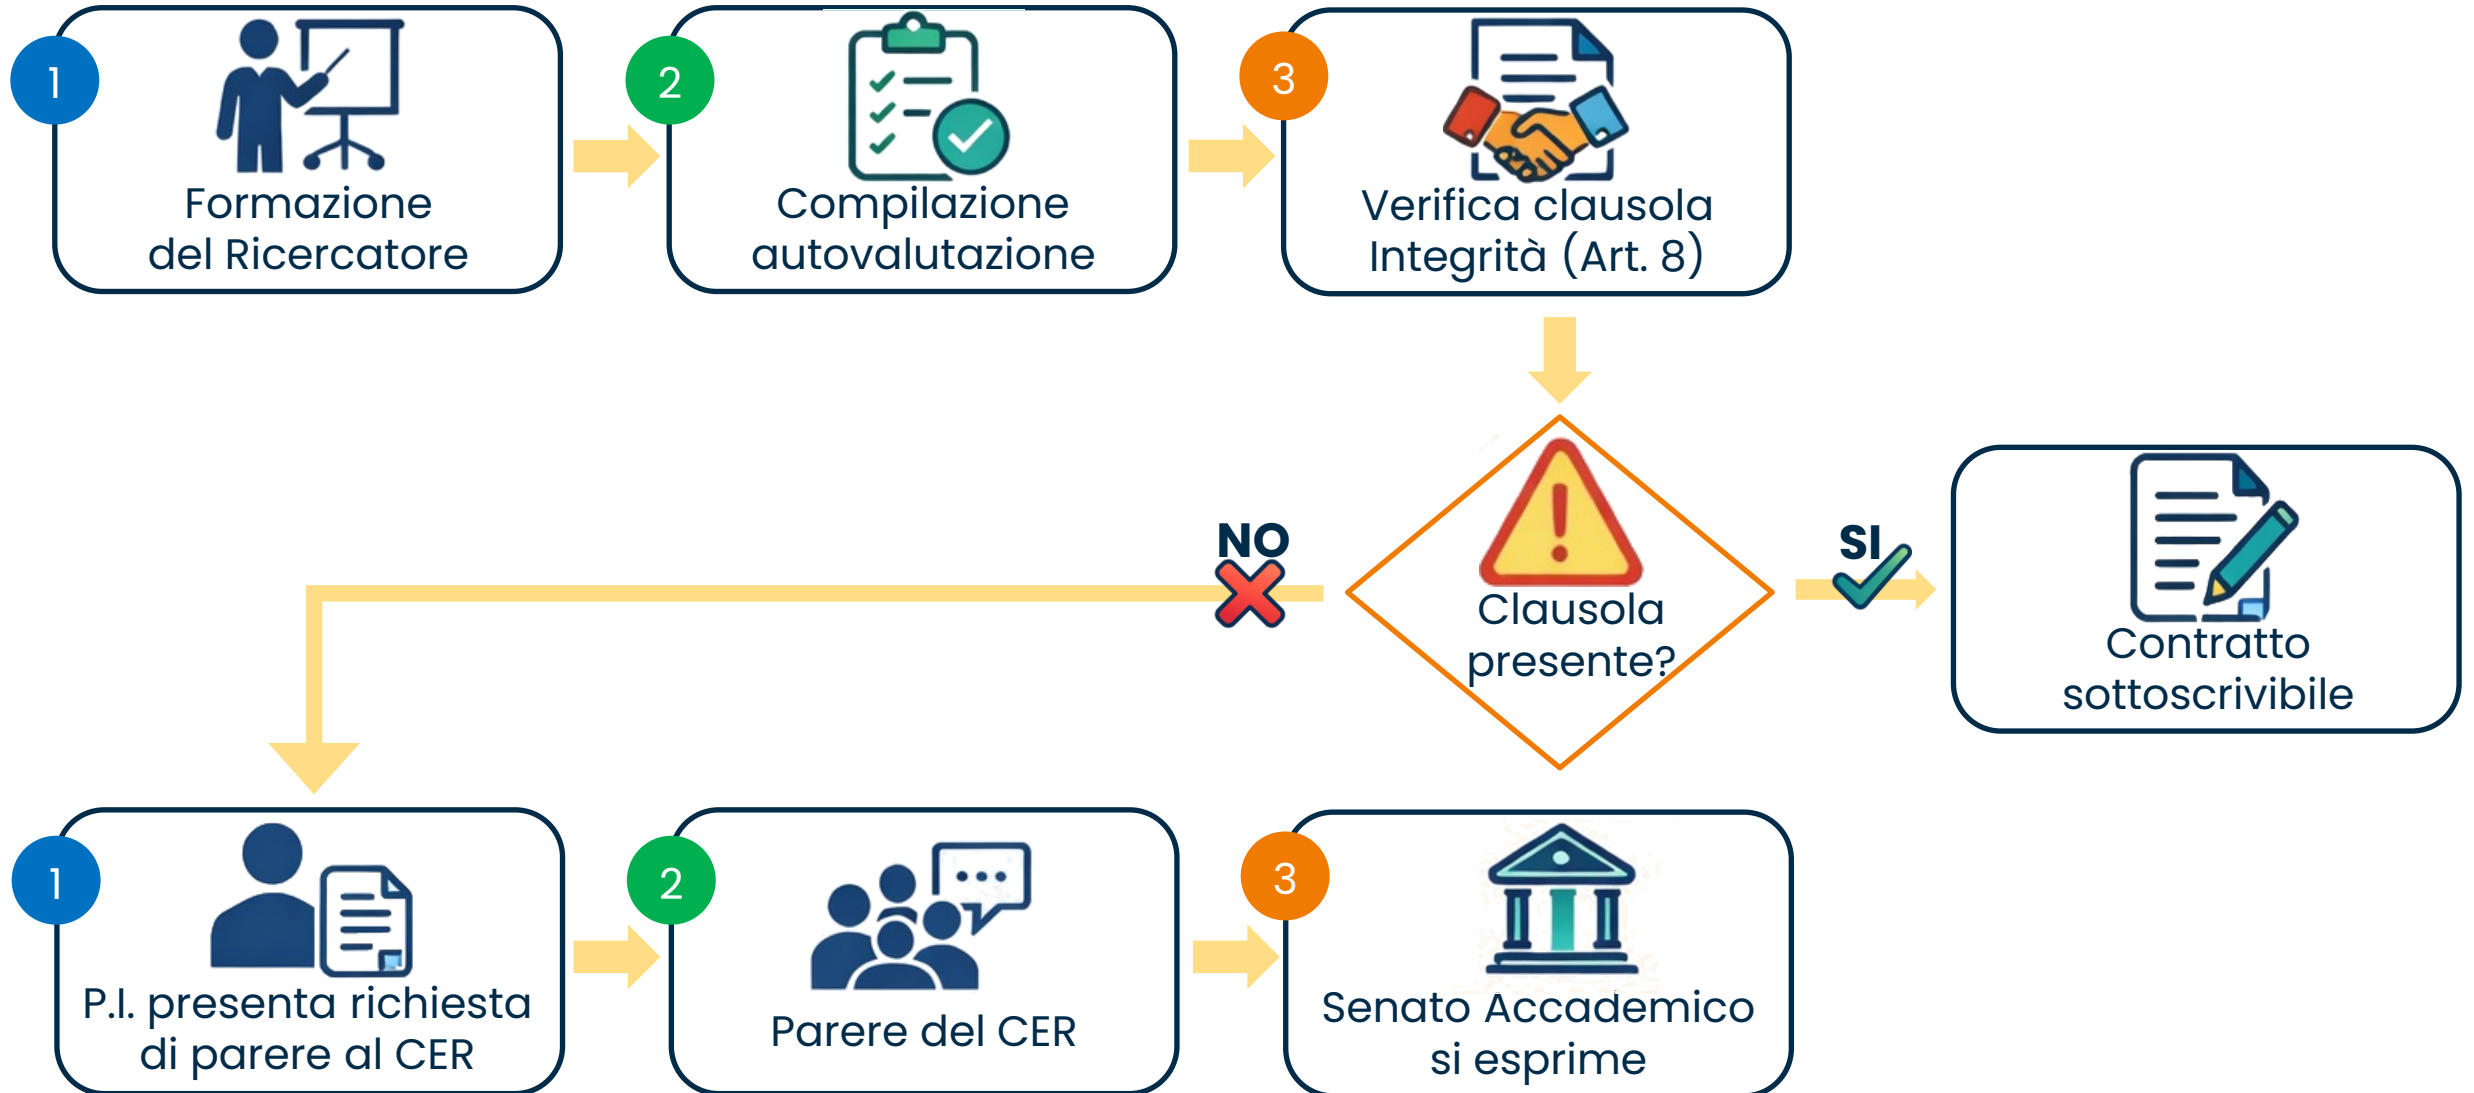 1
Formazione
del Ricercatore
2
Compilazione
autovalutazione
3
Verifica clausola
Integrità (Art. 8)
Clausola
presente?
NO
SI
Contratto
sottoscrivibile
1
P.I. presenta richiesta
di parere al CER
2
Parere del CER
3
Senato Accademico
si esprime